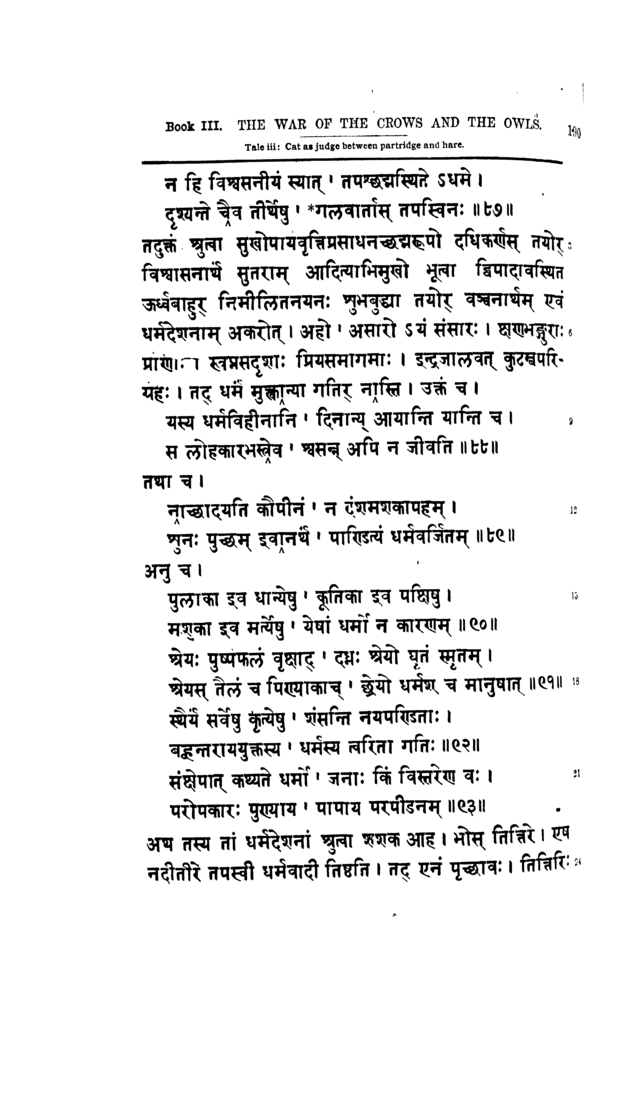 Book III. THE WAR OF THE CROWS AND THE OWLS. 190
Tale iii: Cat as judge between partridge and hare.
न हि विश्वसनीयं स्यात् ' तपश्छद्मस्थिते ऽधमे ।
दृश्यन्ते चैव तीर्थेषु ' *गलवार्तास् तपस्विनः ॥८७॥
तदुक्तं श्रुत्वा सुखोपायवृत्तिप्रसाधनच्छद्मरूपो दधिकर्णस् तयोर् 3
विश्वासनार्थं सुतराम् आदित्याभिमुखो भूत्वा द्विपादावस्थित
ऊर्ध्वबाहुर् निमीलितनयनः शुभबुद्ध्या तयोर् वञ्चनार्थम् एवं
धर्मदेशनाम् अकरोत् । अहो ' असारो ऽयं संसारः । क्षणभङ्गुराः 6
प्राणाः । स्वप्नसदृशाः प्रियसमागमाः । इन्द्रजालवत् कुटुम्बपरि-
ग्रहः । तद् धर्मं मुक्त्वान्या गतिर् नास्ति । उक्तं च ।
यस्य धर्मविहीनानि ' दिनान्य् आयान्ति यान्ति च । 9
स लोहकारभस्त्रेव ' श्वसन्न् अपि न जीवति ॥८८॥
तथा च ।
नाच्छादयति कौपीनं ' न दंशमशकापहम् । 12
शुनः पुच्छम् इवानर्थं ' पाण्डित्यं धर्मवर्जितम् ॥८९॥
अनु च ।
पुलाका इव धान्येषु ' कूतिका इव पक्षिषु । 15
मशका इव मर्त्येषु ' येषां धर्मो न कारणम् ॥९०॥
श्रेयः पुष्पफलं वृक्षाद् ' दध्नः श्रेयो घृतं स्मृतम् ।
श्रेयस् तैलं च पिण्याकाच् ' छ्रेयो धर्मश् च मानुषात् ॥९१॥ 18
स्थैर्यं सर्वेषु कृत्येषु ' शंसन्ति नयपण्डिताः ।
बह्वन्तराययुक्तस्य ' धर्मस्य त्वरिता गतिः ॥९२॥
संक्षेपात् कथ्यते धर्मो ' जनाः किं विस्तरेण वः । 21
परोपकारः पुण्याय ' पापाय परपीडनम् ॥९३॥
अथ तस्य तां धर्मदेशनां श्रुत्वा शशक आह । भोस् तित्तिरे । एष
नदीतीरे तपस्वी धर्मवादी तिष्ठति । तद् एनं पृच्छावः । तित्तिरिः 24